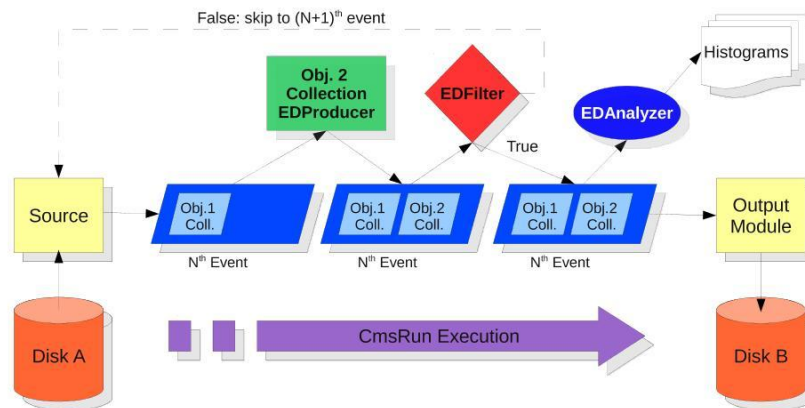 False: skip to (N+1)th event
Histograms
Obj. 2
Collection
EDProducer
EDFilter
EDAnalyzer
True
Source
Obj.1
Coll.
Obj.1
Coll.
Obj.2
Coll.
Obj.1
Coll.
Obj.2
Coll.
Output
Module
Nth Event
Nth Event
Nth Event
Disk A
CmsRun Execution
Disk B